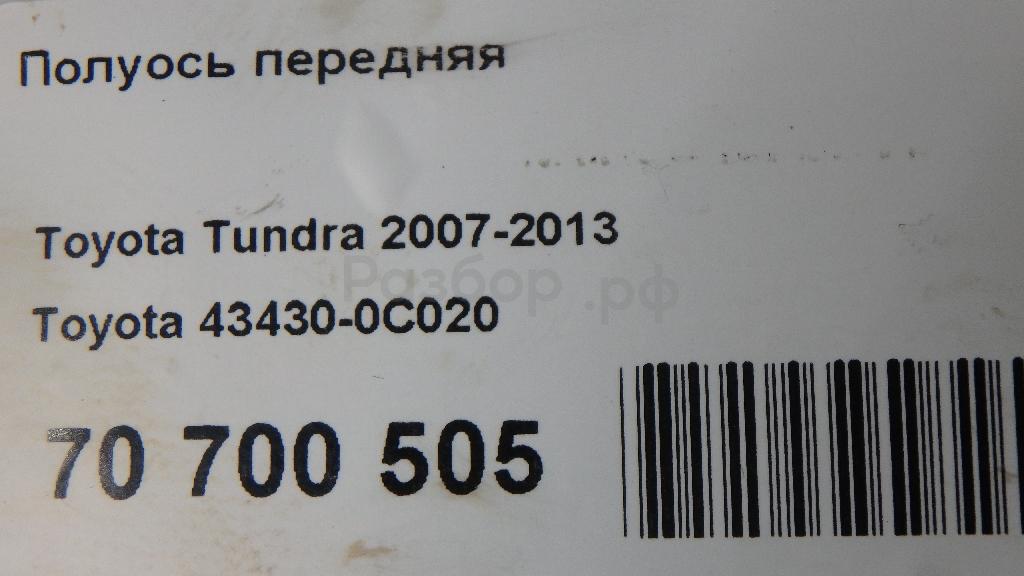 Полуось передняя
Toyota Tundra 2007-2013
Разбор.рф
Toyota 43430-0C020
70 700 505